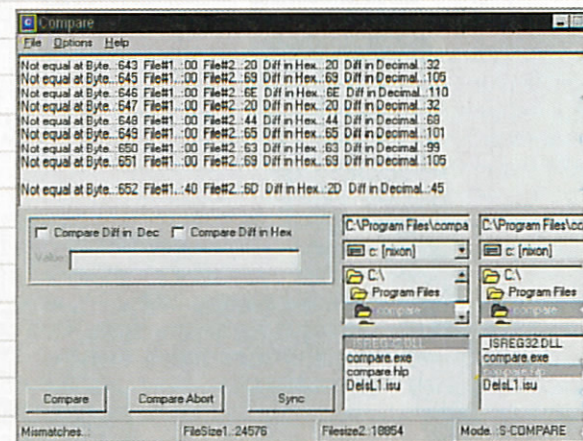 Compare
File Options Help
Not equal at Byte..:643 File#1..:00 File#2..:20 Diff in Hex..:20 Diff in Decimal..:32
Not equal at Byte..:645 File#1..:00 File#2..:69 Diff in Hex..:69 Diff in Decimal..:105
Not equal at Byte..:646 File#1..:00 File#2..:6E Diff in Hex..:6E Diff in Decimal..:110
Not equal at Byte..:647 File#1..:00 File#2..:20 Diff in Hex..:20 Diff in Decimal..:32
Not equal at Byte..:648 File#1..:00 File#2..:44 Diff in Hex..:44 Diff in Decimal..:68
Not equal at Byte..:649 File#1..:00 File#2..:65 Diff in Hex..:65 Diff in Decimal..:101
Not equal at Byte..:650 File#1..:00 File#2..:63 Diff in Hex..:63 Diff in Decimal..:99
Not equal at Byte..:651 File#1..:00 File#2..:69 Diff in Hex..:69 Diff in Decimal..:105
Not equal at Byte..:652 File#1..:40 File#2..:6D Diff in Hex..:2D Diff in Decimal..:45
Compare Diff in Dec Compare Diff in Hex
Value:
C:\Program Files\compa C:\Program Files\co
c: [nixon] c: [nixon]
C:\ C:\
Program Files Program Files
compare compare
_ISREG32.DLL _ISREG32.DLL
compare.exe compare.exe
compare.hlp compare.hlp
DelsL1.isu DelsL1.isu
Compare Compare Abort Sync
Mismatches..: FileSize1..:24576 Filesize2..:18854 Mode..:S-COMPARE